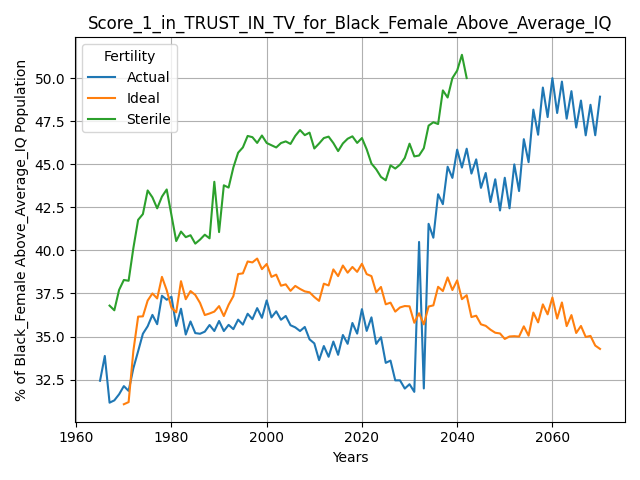 Score_1_in_TRUST_IN_TV_for_Black_Female_Above_Average_IQ
Fertility
Actual
Ideal
Sterile
% of Black_Female Above_Average_IQ Population
50.0
47.5
45.0
42.5
40.0
37.5
35.0
32.5
1960
1980
2000
2020
2040
2060
Years